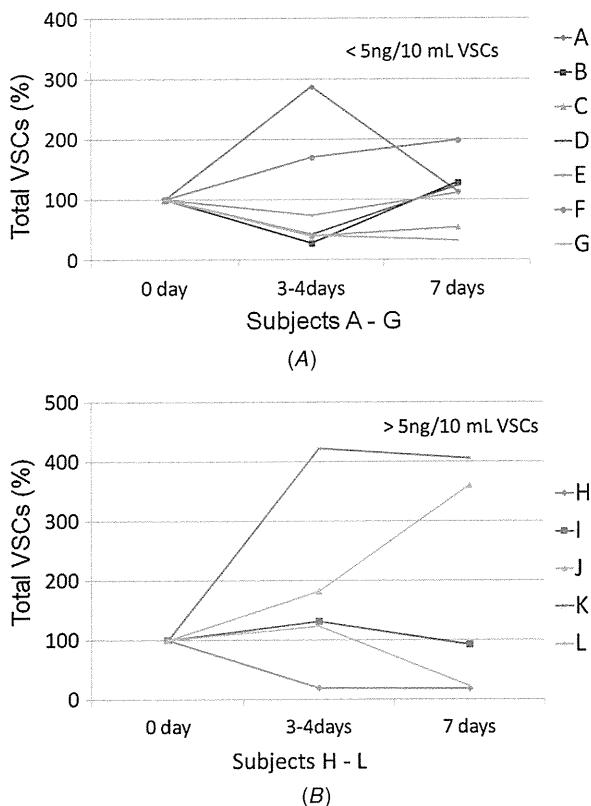 400
< 5ng/10 mL VSCs
300
200
100
0
Total VSCs (%)
0 day
3-4days
7 days
Subjects A - G
A
B
C
D
E
F
G
(A)
500
> 5ng/10 mL VSCs
400
300
200
100
0
Total VSCs (%)
0 day
3-4days
7 days
Subjects H - L
H
I
J
K
L
(B)